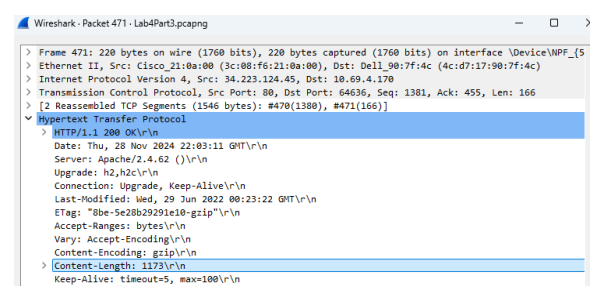 Wireshark · Packet 471 · Lab4Part3.pcapng
> Frame 471: 220 bytes on wire (1760 bits), 220 bytes captured (1760 bits) on interface \Device\NPF_{5
> Ethernet II, Src: Cisco_21:0a:00 (3c:08:f6:21:0a:00), Dst: Dell_90:7f:4c (4c:d7:17:90:7f:4c)
> Internet Protocol Version 4, Src: 34.223.124.45, Dst: 10.69.4.170
> Transmission Control Protocol, Src Port: 80, Dst Port: 64636, Seq: 1381, Ack: 455, Len: 166
> [2 Reassembled TCP Segments (1546 bytes): #470(1380), #471(166)]
Hypertext Transfer Protocol
> HTTP/1.1 200 OK\r\n
Date: Thu, 28 Nov 2024 22:03:11 GMT\r\n
Server: Apache/2.4.62 ()\r\n
Upgrade: h2,h2c\r\n
Connection: Upgrade, Keep-Alive\r\n
Last-Modified: Wed, 29 Jun 2022 00:23:22 GMT\r\n
ETag: "8be-5e28b29291e10-gzip"\r\n
Accept-Ranges: bytes\r\n
Vary: Accept-Encoding\r\n
Content-Encoding: gzip\r\n
> Content-Length: 1173\r\n
Keep-Alive: timeout=5, max=100\r\n